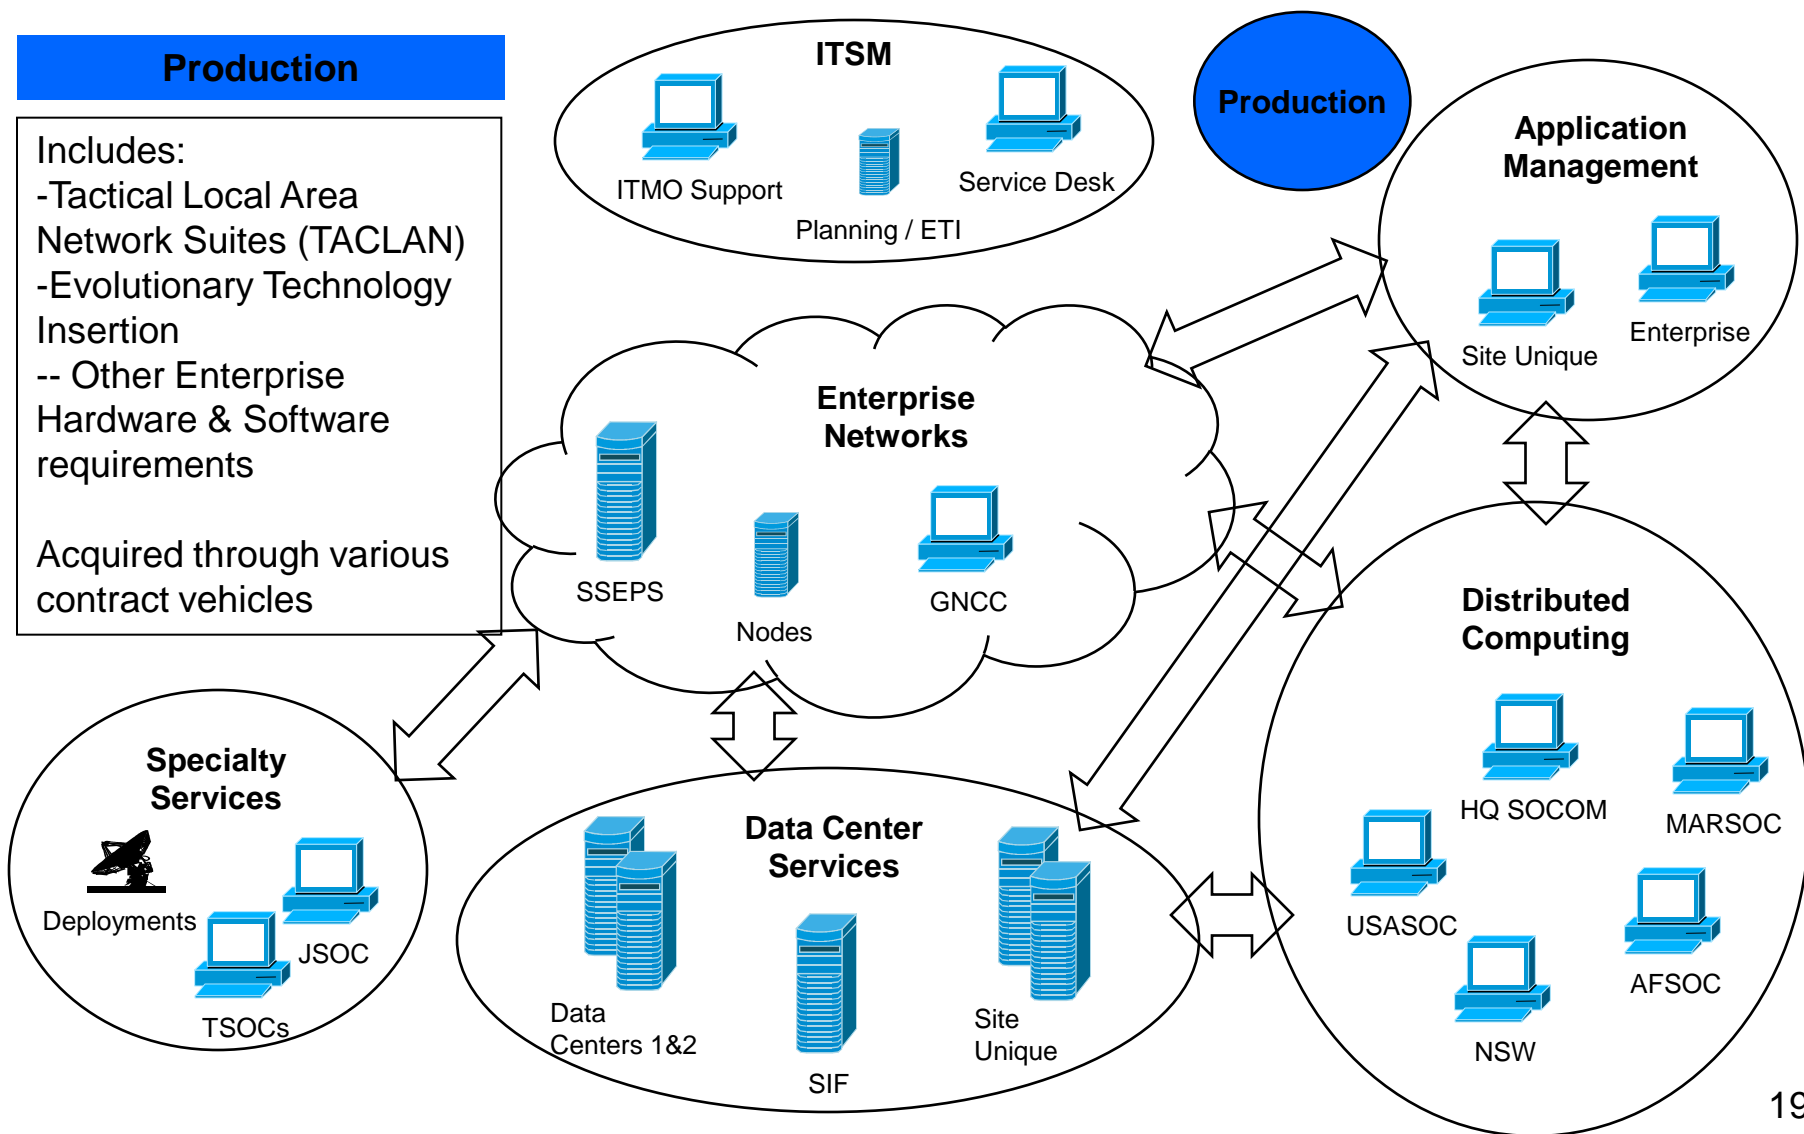 Production
Includes:
-Tactical Local Area
Network Suites (TACLAN)
-Evolutionary Technology
Insertion
-- Other Enterprise
Hardware & Software
requirements
Acquired through various
contract vehicles
ITSM
ITMO Support
Service Desk
Planning / ETI
Production
Application
Management
Site Unique
Enterprise
Enterprise
Networks
SSEPS
Nodes
GNCC
Distributed
Computing
HQ SOCOM
MARSOC
USASOC
AFSOC
NSW
Specialty
Services
Deployments
JSOC
TSOCs
Data Center
Services
Data
Centers 1&2
SIF
Site
Unique
19